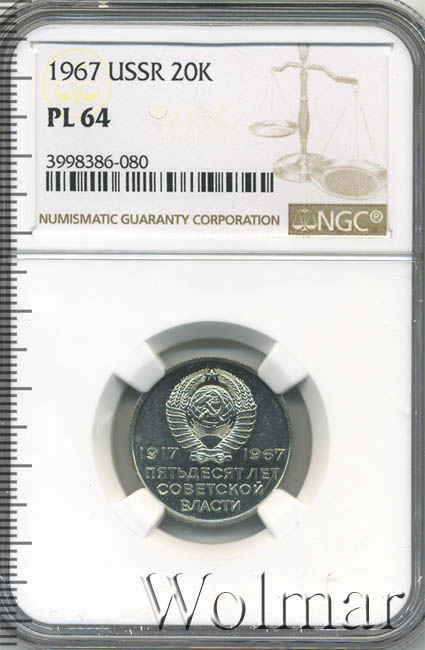 1967 USSR 20K
PL 64
3998386-080
NUMISMATIC GUARANTY CORPORATION
NGC®
1917 1967
ПЯТЬДЕСЯТ ЛЕТ
СОВЕТСКОЙ
ВЛАСТИ
Wolmar